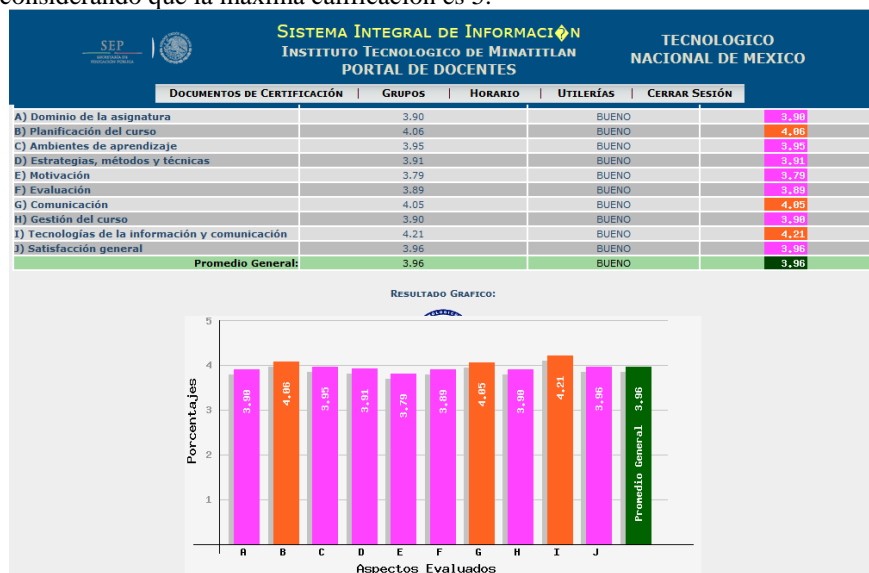 considerando que la máxima calificación es 5.
SEP
SISTEMA INTEGRAL DE INFORMACI�N
INSTITUTO TECNOLOGICO DE MINATITLAN
PORTAL DE DOCENTES
TECNOLOGICO
NACIONAL DE MEXICO
DOCUMENTOS DE CERTIFICACIÓN | GRUPOS | HORARIO | UTILERÍAS | CERRAR SESIÓN
A) Dominio de la asignatura 3.90 BUENO 3.90
B) Planificación del curso 4.06 BUENO 4.06
C) Ambientes de aprendizaje 3.95 BUENO 3.95
D) Estrategias, métodos y técnicas 3.91 BUENO 3.91
E) Motivación 3.79 BUENO 3.79
F) Evaluación 3.89 BUENO 3.89
G) Comunicación 4.05 BUENO 4.05
H) Gestión del curso 3.90 BUENO 3.90
I) Tecnologías de la información y comunicación 4.21 BUENO 4.21
J) Satisfacción general 3.96 BUENO 3.96
Promedio General: 3.96 BUENO 3.96
RESULTADO GRAFICO:
Porcentajes
5
4
3
2
1
3.90 4.06 3.95 3.91 3.79 3.89 4.05 3.90 4.21 3.96 Promedio General 3.96
A B C D E F G H I J
Aspectos Evaluados